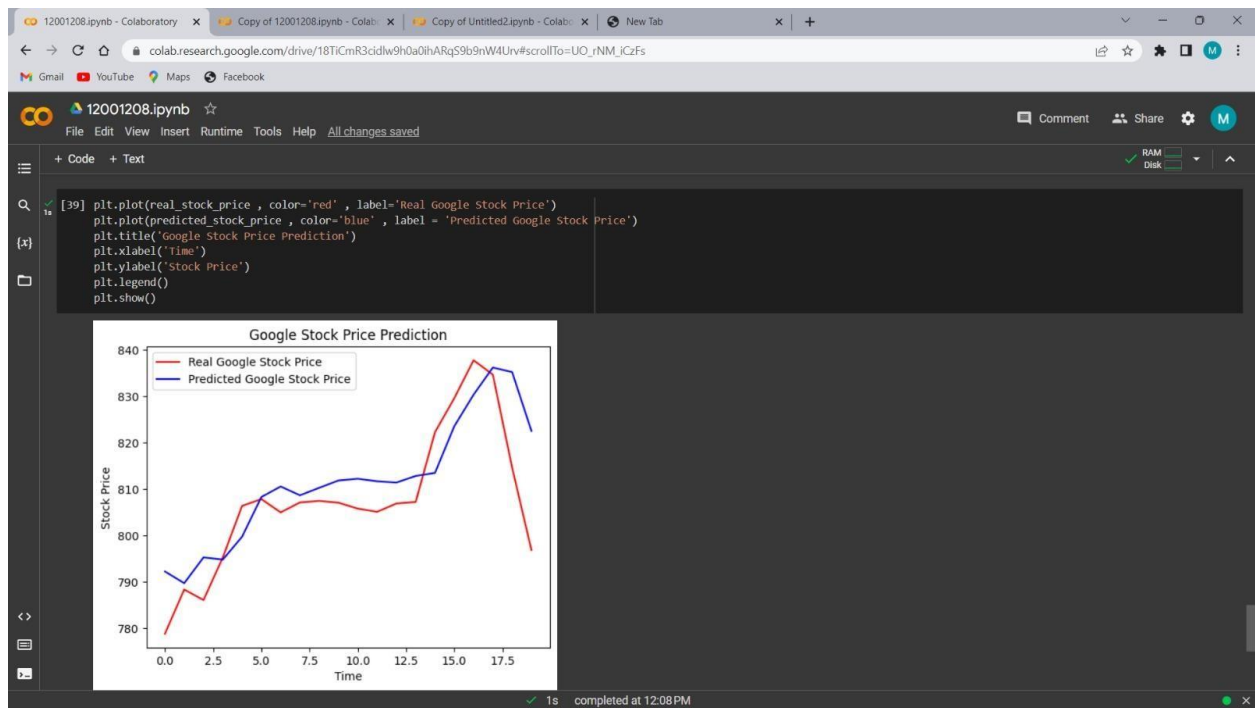 12001208.ipynb - Colaboratory
Copy of 12001208.ipynb - Colab
Copy of Untitled2.ipynb - Colabo
New Tab
colab.research.google.com/drive/18TiCmR3cidlw9h0a0ihARqS9b9nW4Urv#scrollTo=UO_rNM_iCzFs
M
Gmail YouTube Maps Facebook
CO 12001208.ipynb
File Edit View Insert Runtime Tools Help All changes saved
Comment Share M
+ Code + Text
RAM
Disk
{x}
1s
[39] plt.plot(real_stock_price , color='red' , label='Real Google Stock Price')
plt.plot(predicted_stock_price , color='blue' , label = 'Predicted Google Stock Price')
plt.title('Google Stock Price Prediction')
plt.xlabel('Time')
plt.ylabel('Stock Price')
plt.legend()
plt.show()
Google Stock Price Prediction
Real Google Stock Price
Predicted Google Stock Price
840
830
820
810
800
790
780
Stock Price
0.0 2.5 5.0 7.5 10.0 12.5 15.0 17.5
Time
1s completed at 12:08 PM